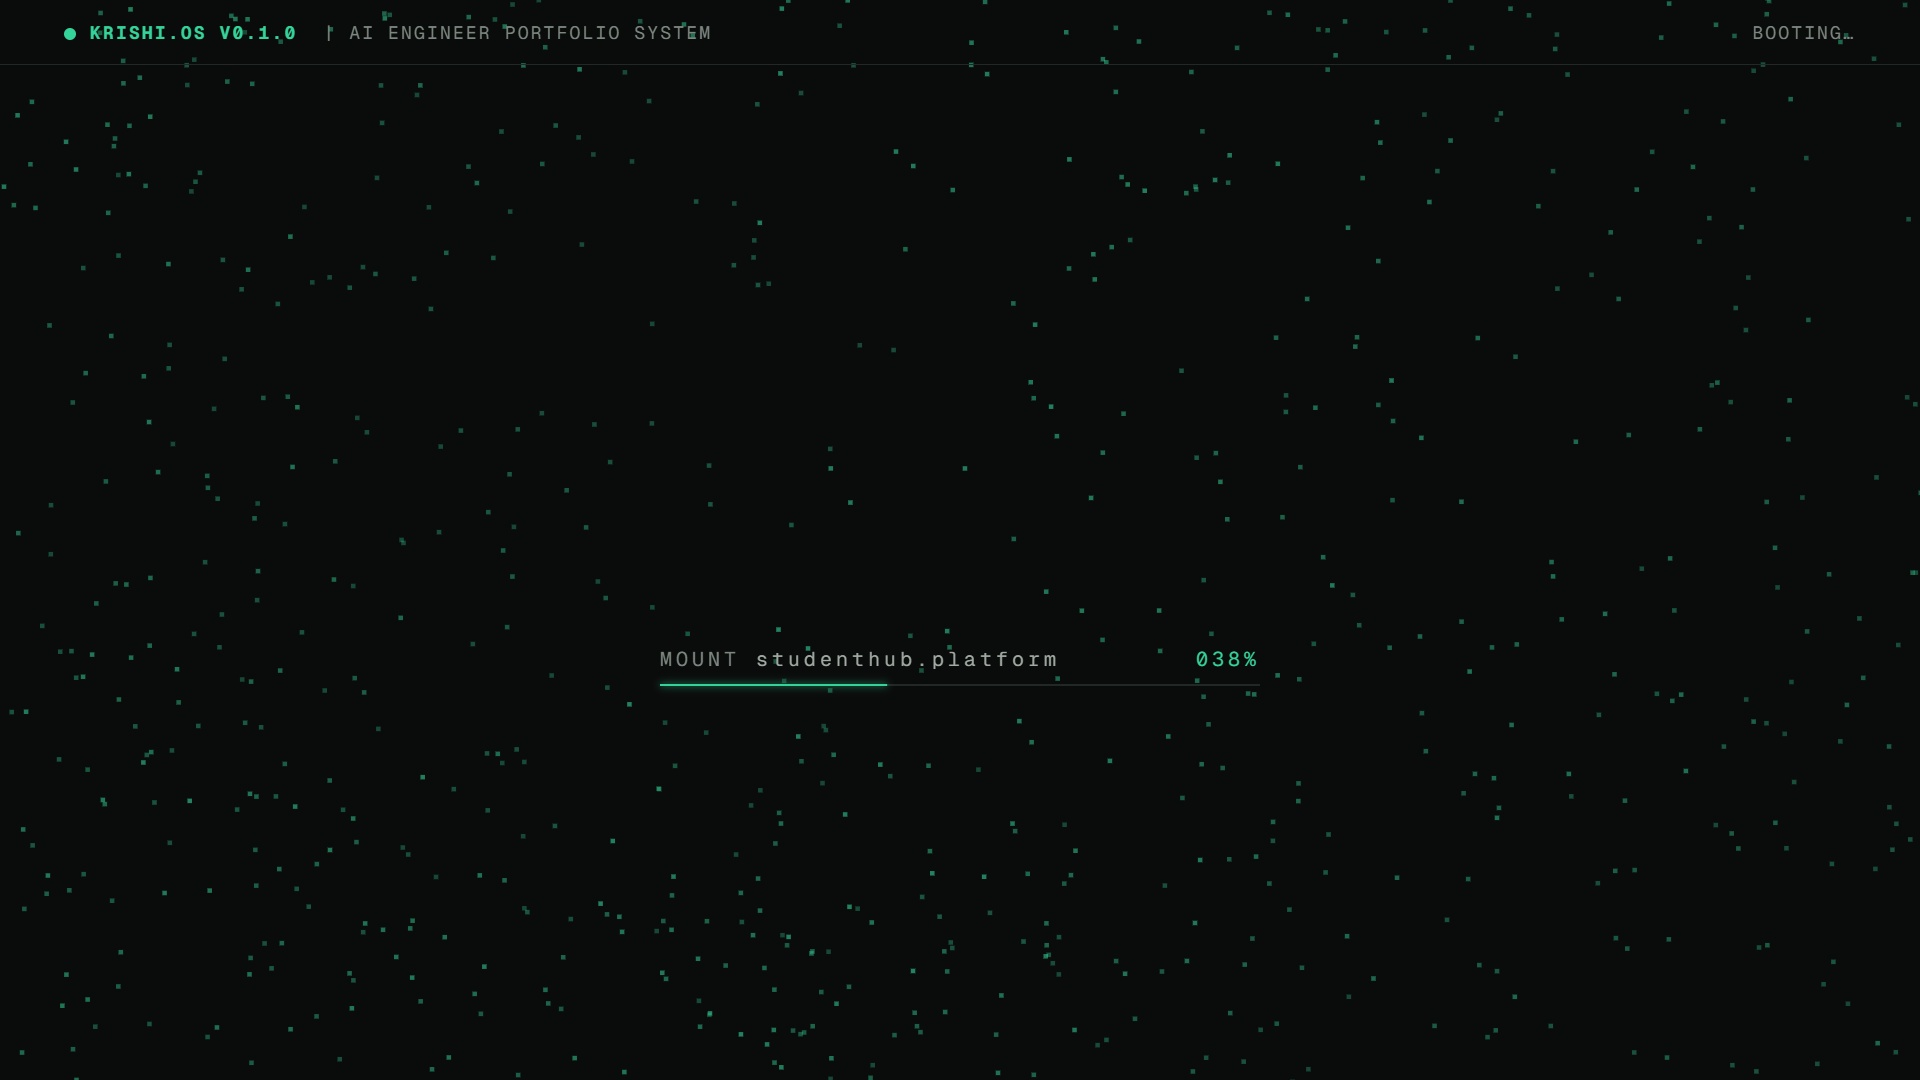 KRISHI.OS V0.1.0 | AI ENGINEER PORTFOLIO SYSTEM
BOOTING…
MOUNT studenthub.platform 038%